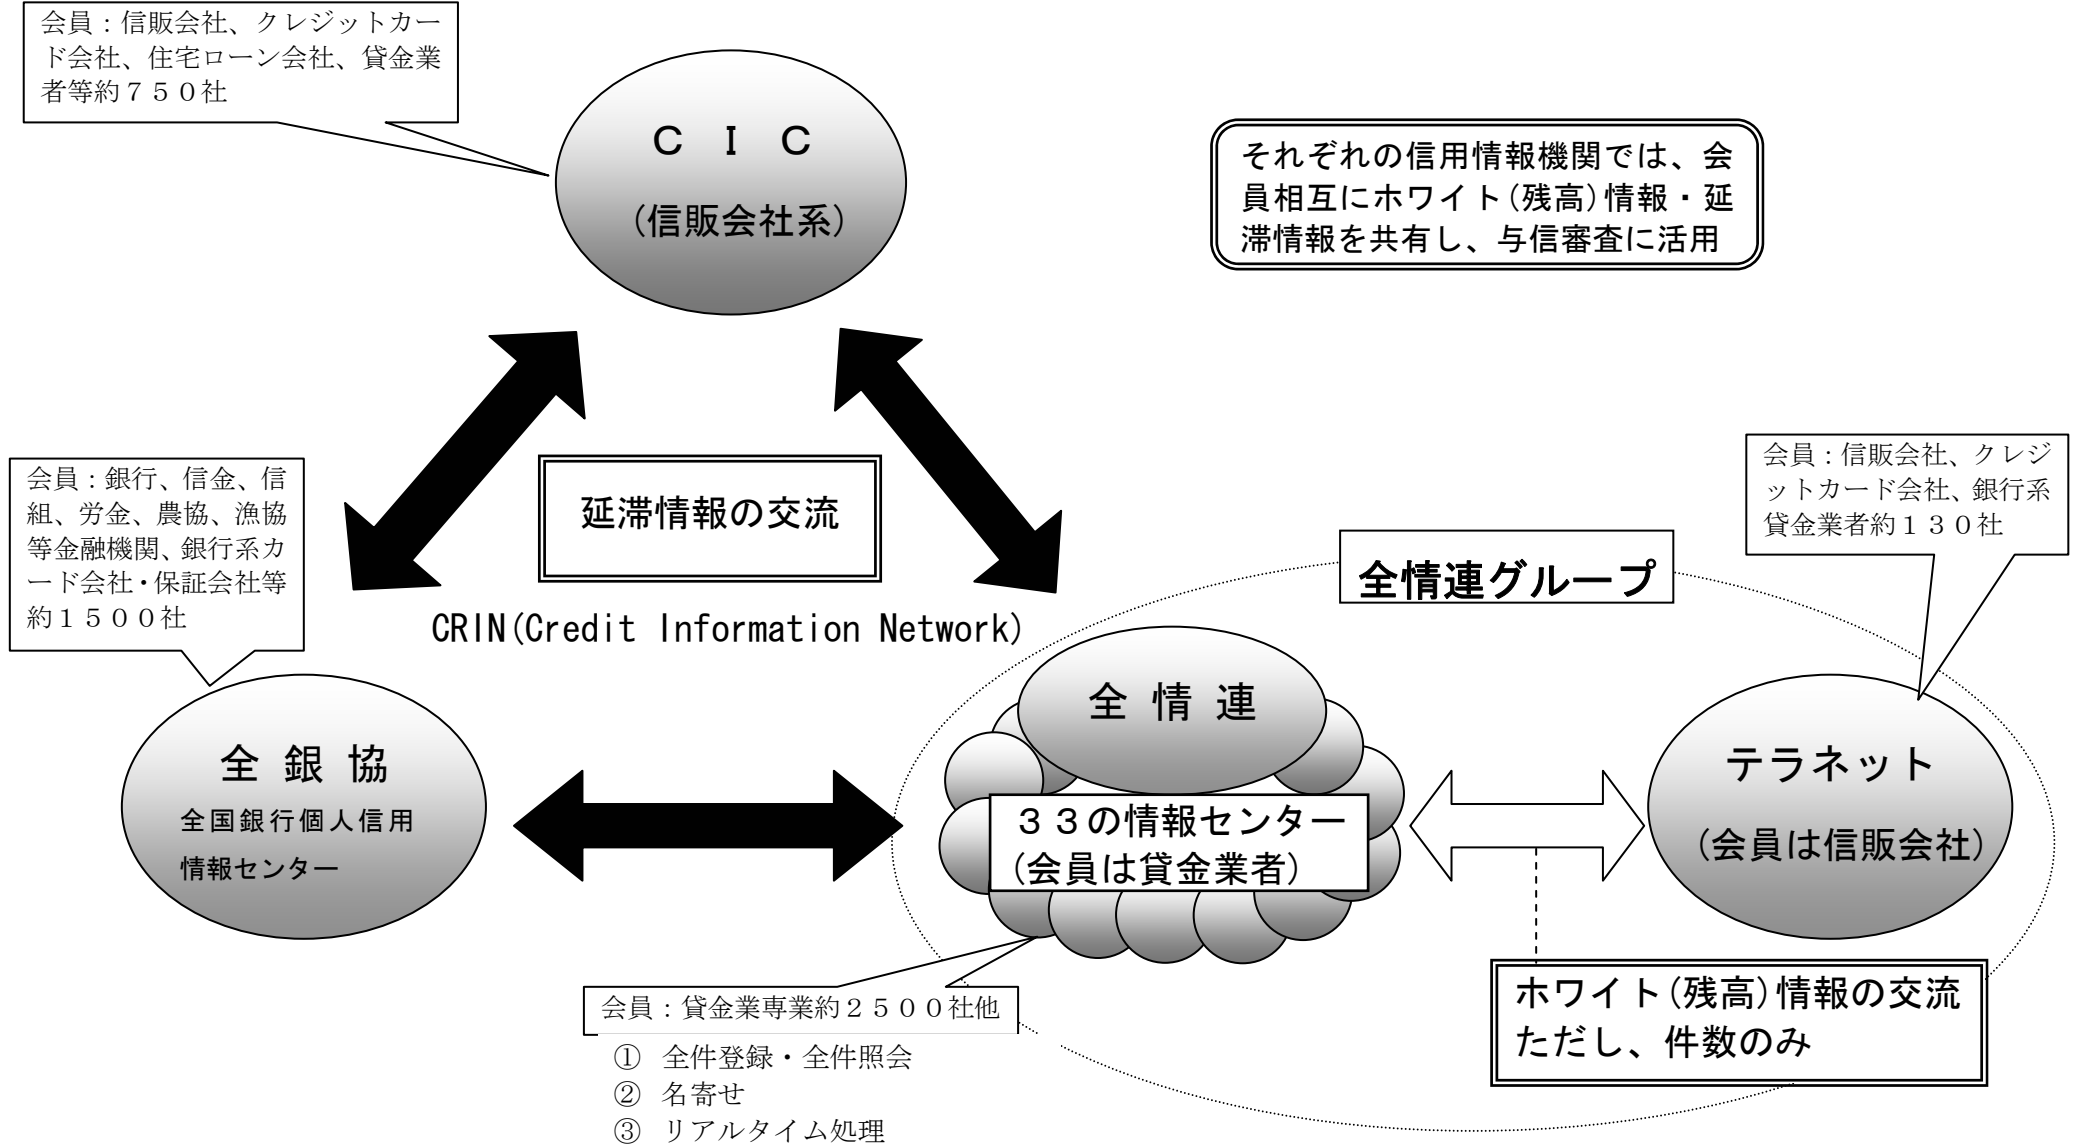 会員：信販会社、クレジットカー
ド会社、住宅ローン会社、貸金業
者等約７５０社
Ｃ Ｉ Ｃ
(信販会社系)
それぞれの信用情報機関では、会
員相互にホワイト(残高)情報・延
滞情報を共有し、与信審査に活用
会員：銀行、信金、信
組、労金、農協、漁協
等金融機関、銀行系カ
ード会社・保証会社等
約１５００社
延滞情報の交流
CRIN(Credit Information Network)
会員：信販会社、クレジ
ットカード会社、銀行系
貸金業者約１３０社
全情連グループ
全 銀 協
全国銀行個人信用
情報センター
全 情 連
３３の情報センター
(会員は貸金業者)
テラネット
(会員は信販会社)
会員：貸金業専業約２５００社他
① 全件登録・全件照会
② 名寄せ
③ リアルタイム処理
ホワイト(残高)情報の交流
ただし、件数のみ